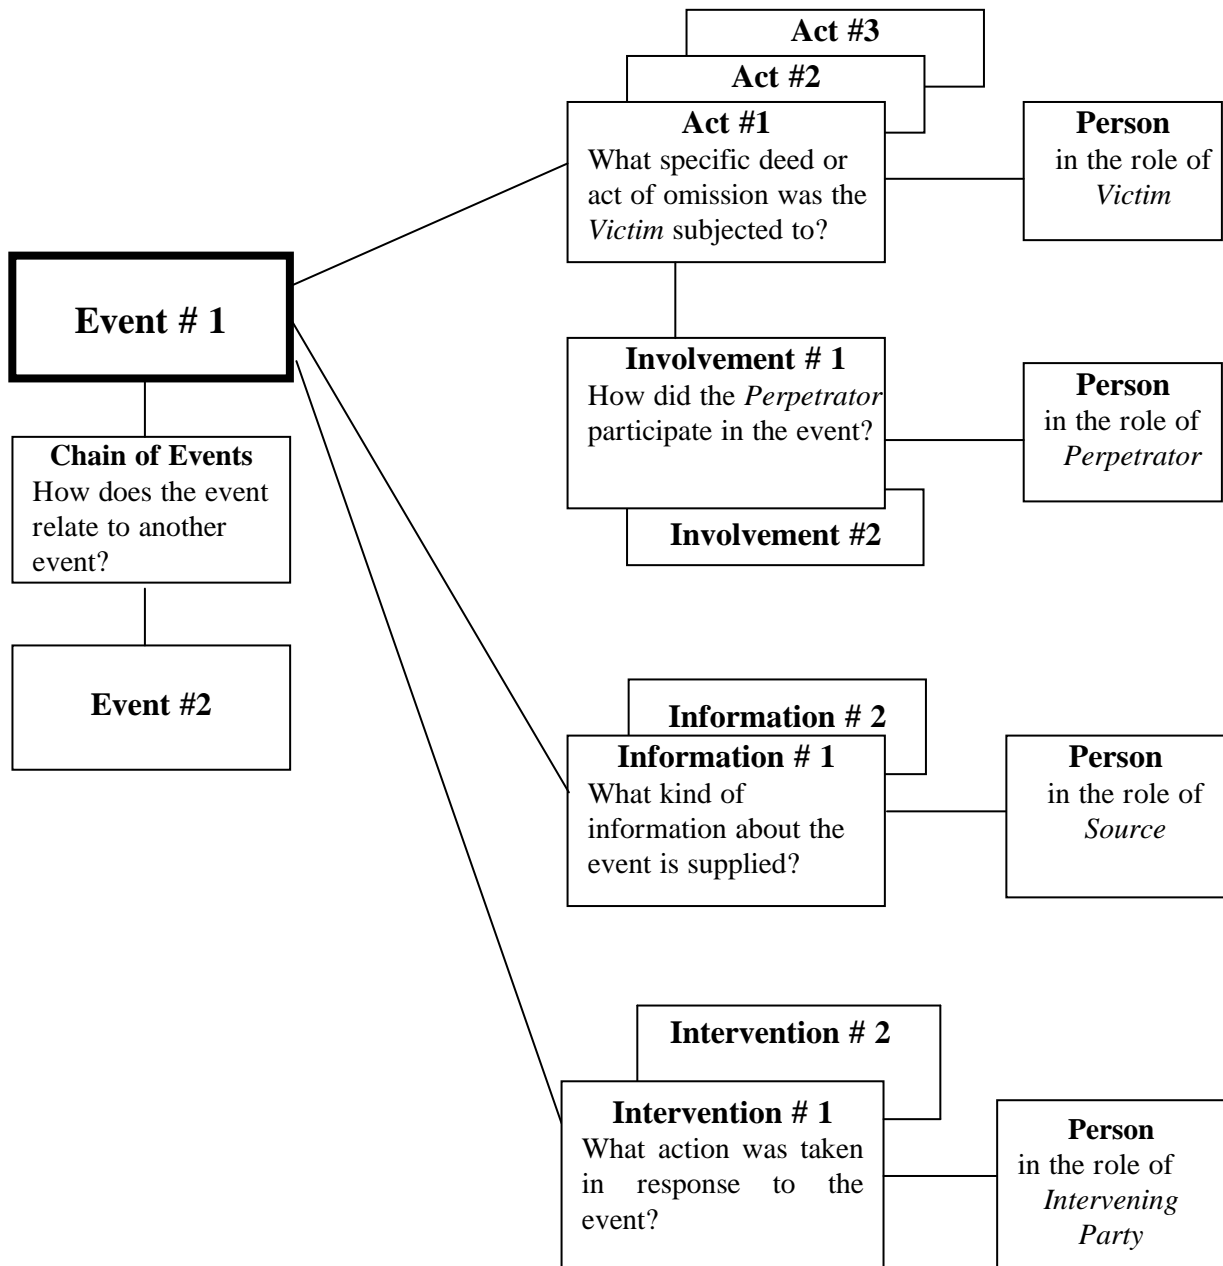 Act #3
Act #2
Act #1
What specific deed or
act of omission was the
Victim subjected to?
Person
in the role of
Victim
Event # 1
Involvement # 1
How did the Perpetrator
participate in the event?
Involvement #2
Person
in the role of
Perpetrator
Chain of Events
How does the event
relate to another
event?
Event #2
Information # 2
Information # 1
What kind of
information about the
event is supplied?
Person
in the role of
Source
Intervention # 2
Intervention # 1
What action was taken
in response to the
event?
Person
in the role of
Intervening
Party